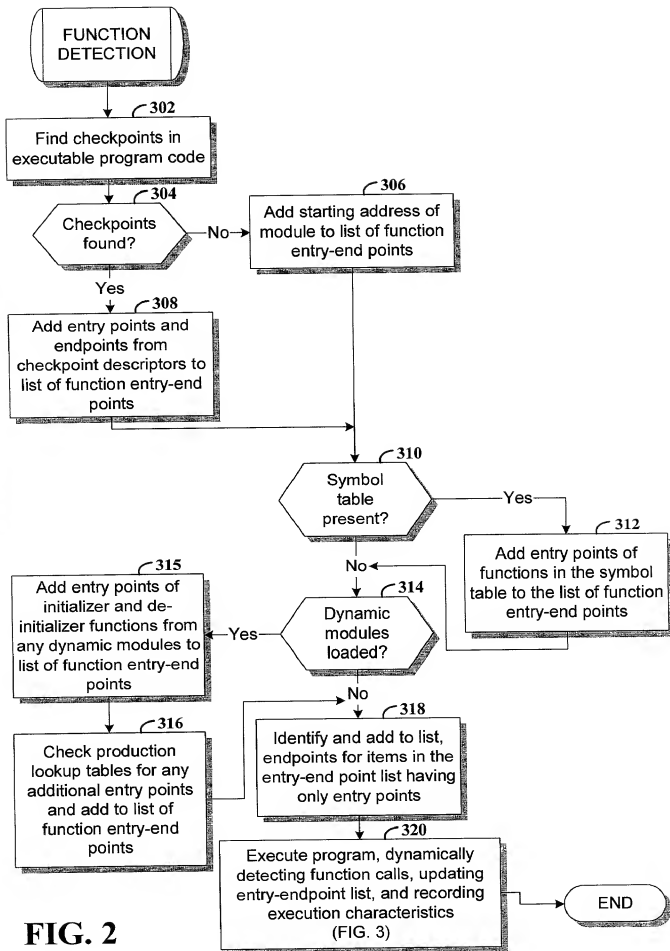 FUNCTION
DETECTION
302
Find checkpoints in
executable program code
304
Checkpoints
found?
No
306
Add starting address of
module to list of function
entry-end points
Yes
308
Add entry points and
endpoints from
checkpoint descriptors to
list of function entry-end
points
310
Symbol
table
present?
Yes
312
Add entry points of
functions in the symbol
table to the list of function
entry-end points
No
314
Dynamic
modules
loaded?
Yes
315
Add entry points of
initializer and de-
initializer functions from
any dynamic modules to
list of function entry-end
points
316
Check production
lookup tables for any
additional entry points
and add to list of
function entry-end
points
No
318
Identify and add to list,
endpoints for items in the
entry-end point list having
only entry points
320
Execute program, dynamically
detecting function calls, updating
entry-endpoint list, and recording
execution characteristics
(FIG. 3)
END
FIG. 2